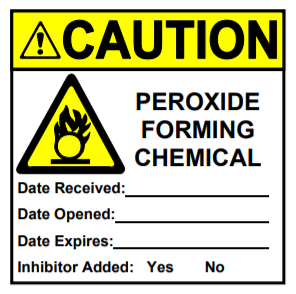 CAUTION
PEROXIDE
FORMING
CHEMICAL
Date Received:
Date Opened:
Date Expires:
Inhibitor Added: Yes No